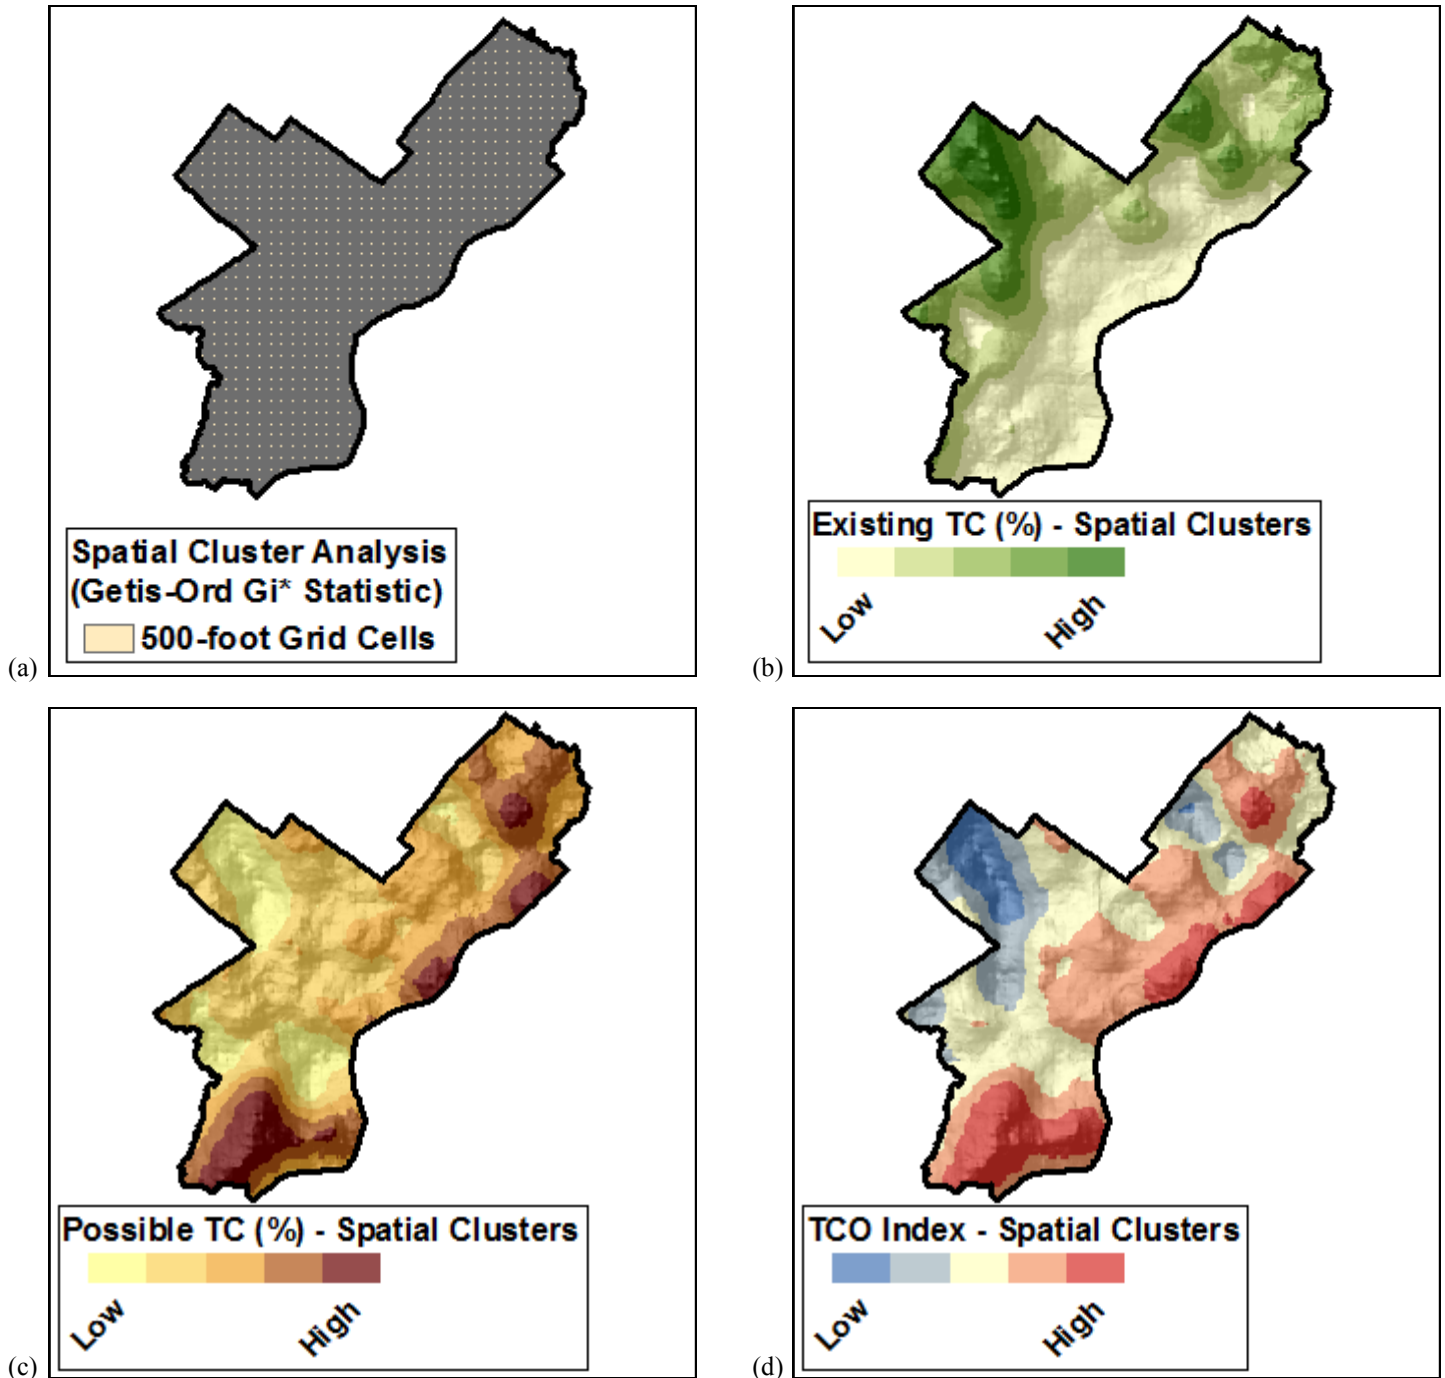 Spatial Cluster Analysis
(Getis-Ord Gi* Statistic)
500-foot Grid Cells
(a)
Existing TC (%) - Spatial Clusters
Low
High
(b)
Possible TC (%) - Spatial Clusters
Low
High
(c)
TCO Index - Spatial Clusters
Low
High
(d)